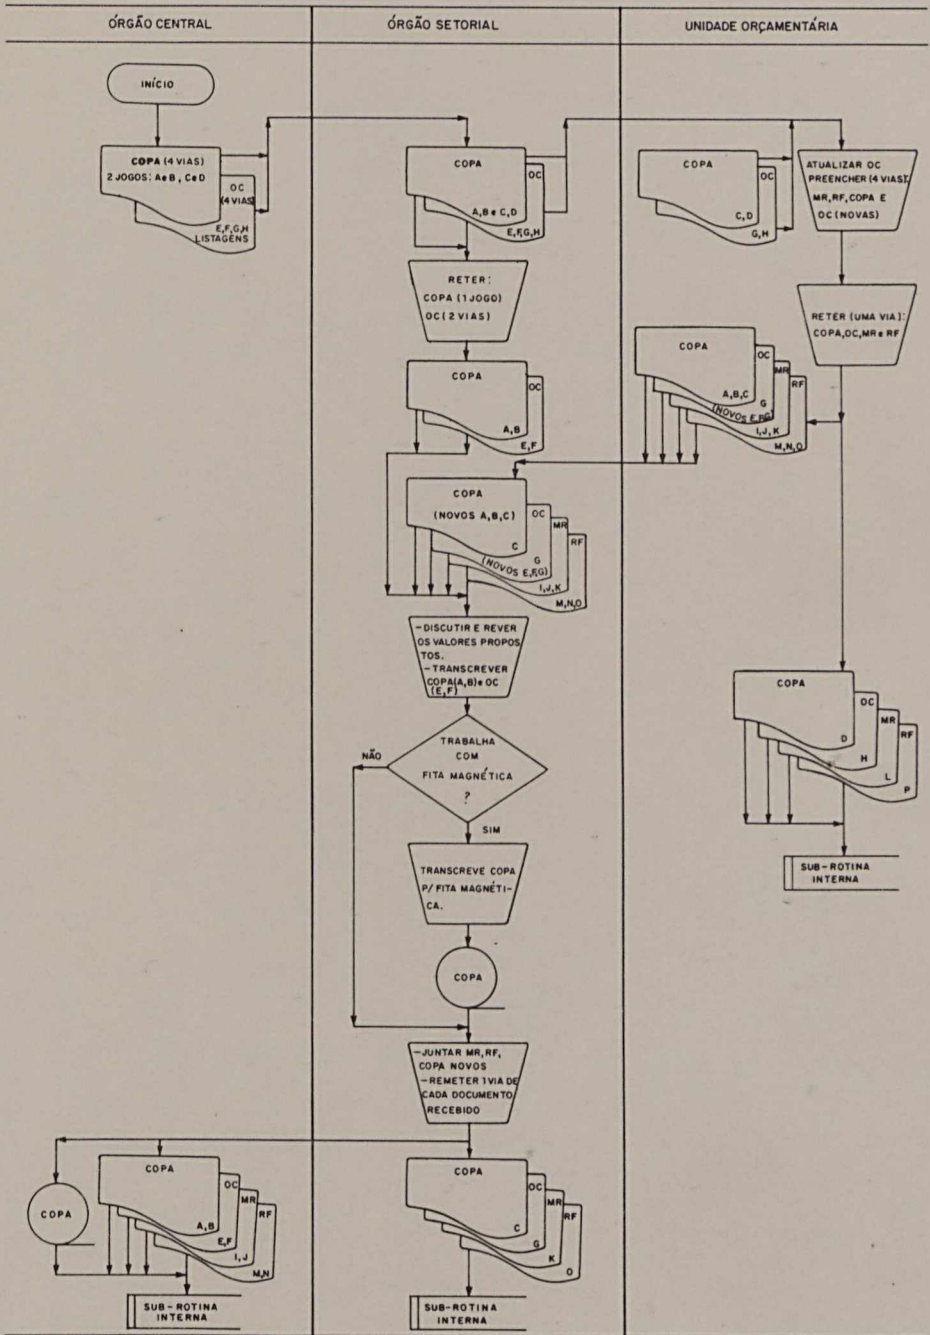 ÓRGÃO CENTRAL
ÓRGÃO SETORIAL
UNIDADE ORÇAMENTÁRIA
INÍCIO
COPA (4 VIAS)
2 JOGOS: A e B, C e D
OC
(4 VIAS)
E,F,G,H
LISTAGENS
COPA
OC
A,B e C,D
E,F,G,H
COPA
OC
C,D
G,H
ATUALIZAR OC
PREENCHER (4 VIAS):
MR,RF,COPA E
OC (NOVAS)
RETER:
COPA (1 JOGO)
OC (2 VIAS)
RETER (UMA VIA):
COPA,OC,MR e RF
COPA
OC
A,B
E,F
COPA
OC
MR
RF
A,B,C
G
(NOVOS E,F,G)
I,J,K
M,N,O
COPA
(NOVOS A,B,C)
OC
MR
RF
C
G
(NOVOS E,F,G)
I,J,K
M,N,O
-DISCUTIR E REVER
OS VALORES PROPOS
TOS.
-TRANSCREVER
COPA(A,B) e OC
(E,F)
COPA
OC
MR
RF
D
H
L
P
SUB-ROTINA
INTERNA
TRABALHA
COM
FITA MAGNÉTICA
?
NÃO
SIM
TRANSCREVE COPA
P/ FITA MAGNÉTI-
CA.
COPA
-JUNTAR MR,RF,
COPA NOVOS
-REMETER 1 VIA DE
CADA DOCUMENTO
RECEBIDO
COPA
COPA
OC
MR
RF
A,B
E,F
I,J
M,N
SUB-ROTINA
INTERNA
COPA
OC
MR
RF
C
G
K
O
SUB-ROTINA
INTERNA